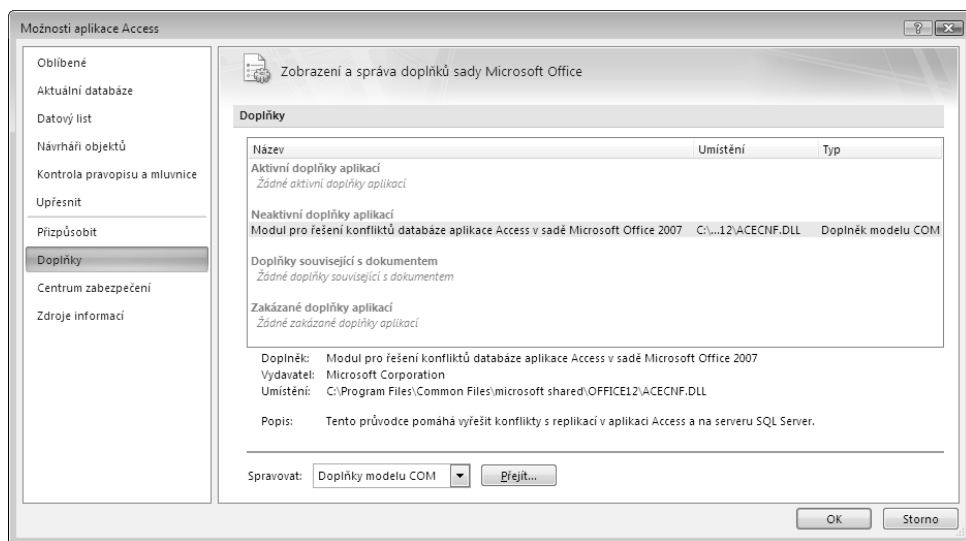 Možnosti aplikace Access
Oblíbené
Aktuální databáze
Datový list
Návrháři objektů
Kontrola pravopisu a mluvnice
Upřesnit
Přizpůsobit
Doplňky
Centrum zabezpečení
Zdroje informací
Zobrazení a správa doplňků sady Microsoft Office
Doplňky
Název Umístění Typ
Aktivní doplňky aplikací
Žádné aktivní doplňky aplikací
Neaktivní doplňky aplikací
Modul pro řešení konfliktů databáze aplikace Access v sadě Microsoft Office 2007 C:\...12\ACECNF.DLL Doplněk modelu COM
Doplňky související s dokumentem
Žádné doplňky související s dokumentem
Zakázané doplňky aplikací
Žádné zakázané doplňky aplikací
Doplněk: Modul pro řešení konfliktů databáze aplikace Access v sadě Microsoft Office 2007
Vydavatel: Microsoft Corporation
Umístění: C:\Program Files\Common Files\microsoft shared\OFFICE12\ACECNF.DLL
Popis: Tento průvodce pomáhá vyřešit konflikty s replikací v aplikaci Access a na serveru SQL Server.
Spravovat: Doplňky modelu COM Přejít...
OK Storno